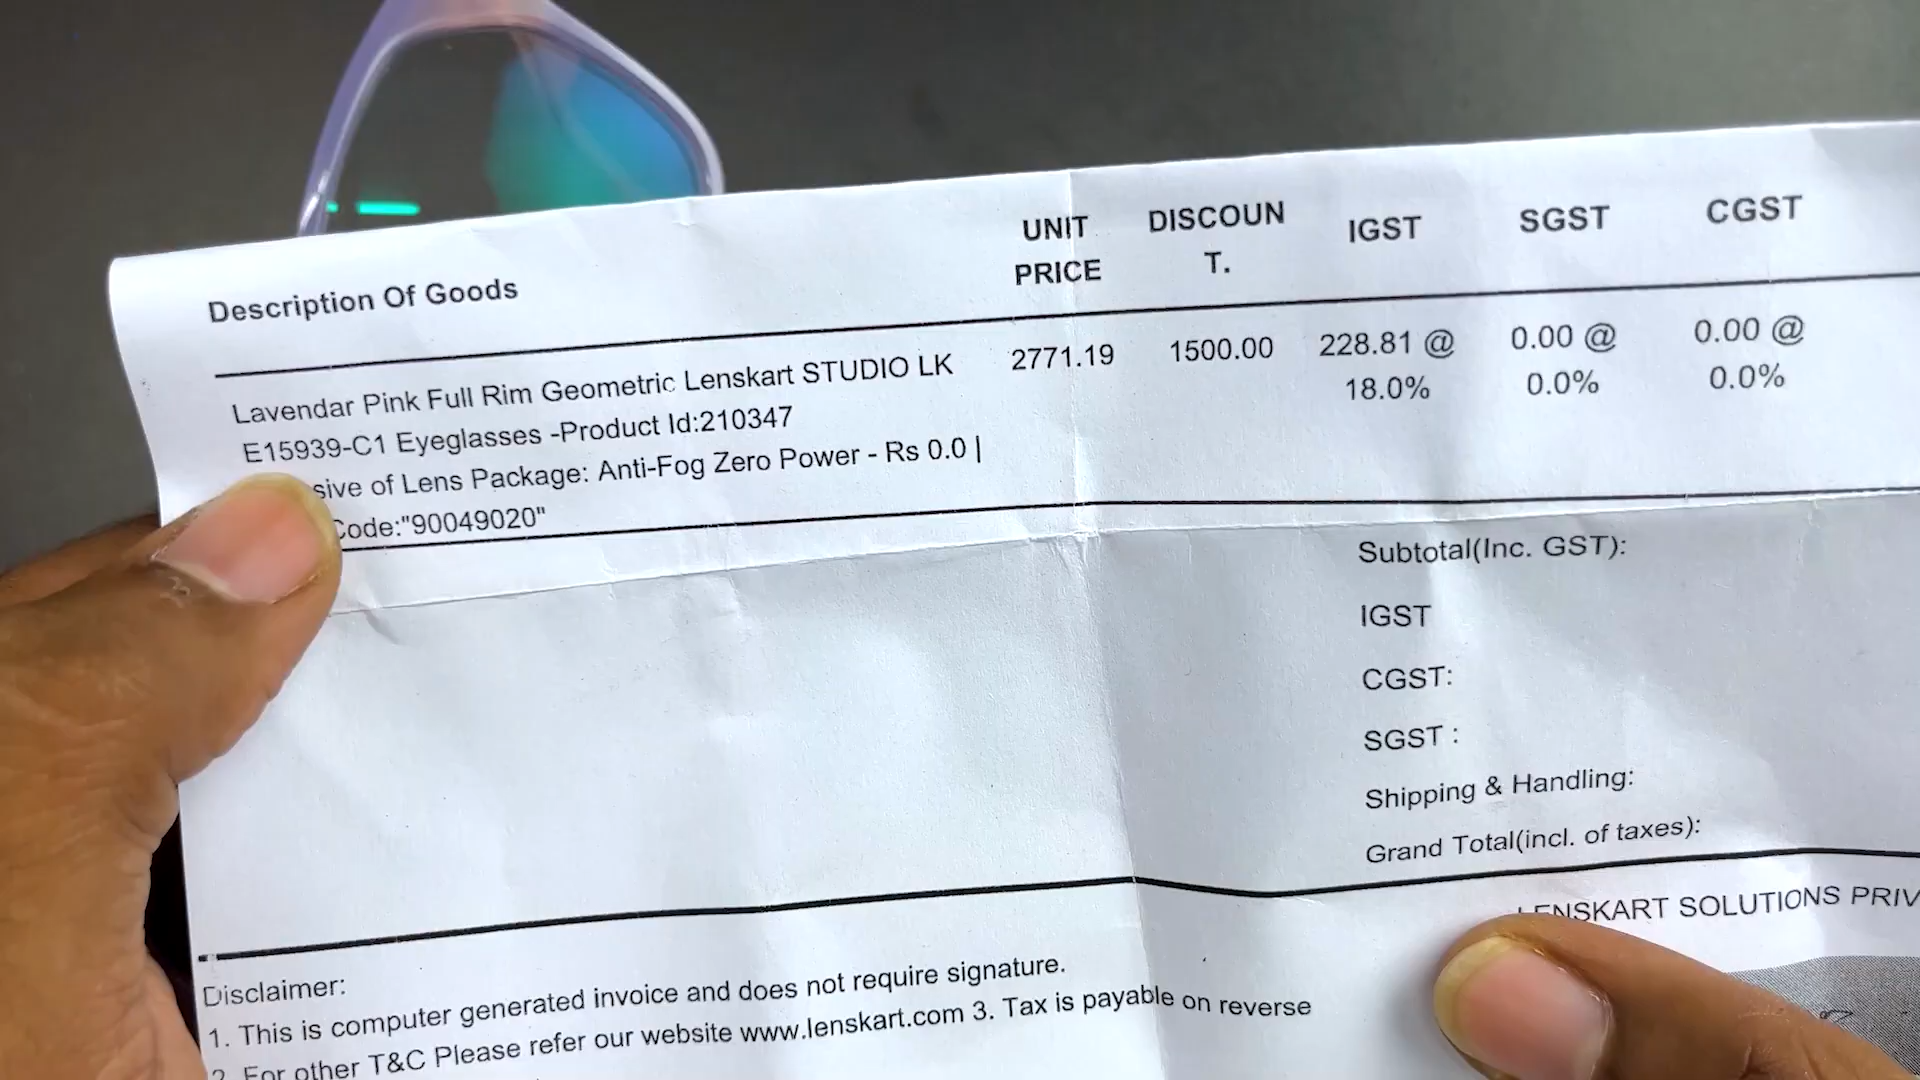 Description Of Goods
UNIT PRICE
DISCOUN T.
IGST
SGST
CGST
Lavendar Pink Full Rim Geometric Lenskart STUDIO LK
E15939-C1 Eyeglasses -Product Id:210347
sive of Lens Package: Anti-Fog Zero Power - Rs 0.0 |
Code:"90049020"
2771.19
1500.00
228.81 @
18.0%
0.00 @
0.0%
0.00 @
0.0%
Subtotal(Inc. GST):
IGST
CGST:
SGST :
Shipping & Handling:
Grand Total(incl. of taxes):
LENSKART SOLUTIONS PRIV
Disclaimer:
1. This is computer generated invoice and does not require signature.
2. For other T&C Please refer our website www.lenskart.com 3. Tax is payable on reverse